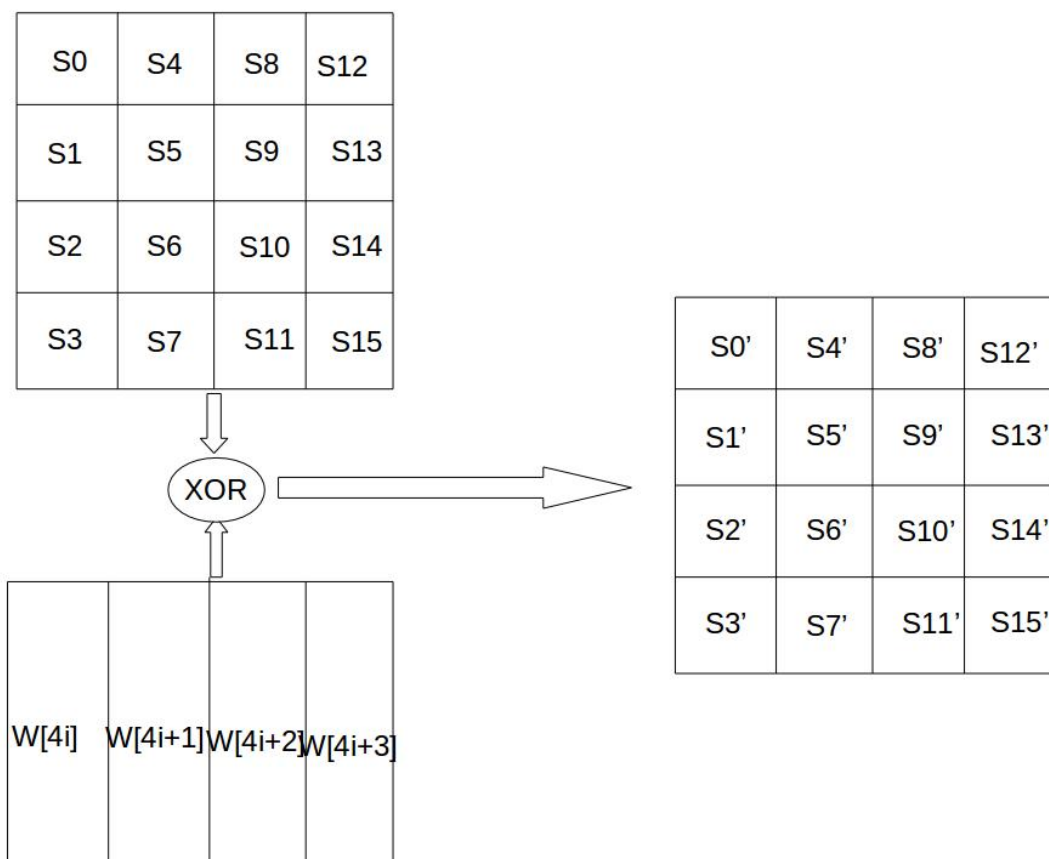 S0 S4 S8 S12
S1 S5 S9 S13
S2 S6 S10 S14
S3 S7 S11 S15
XOR
W[4i] W[4i+1] W[4i+2] W[4i+3]
S0’ S4’ S8’ S12’
S1’ S5’ S9’ S13’
S2’ S6’ S10’ S14’
S3’ S7’ S11’ S15’